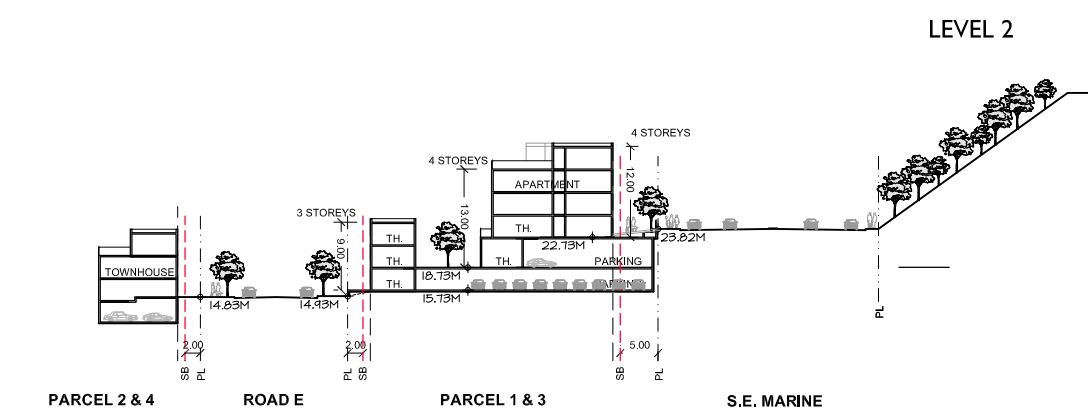 LEVEL 2
4 STOREYS
4 STOREYS
APARTMENT
12.00
3 STOREYS
13.00
TH.
TH.
9.00
22.73M
23.82M
TOWNHOUSE
TH.
TH.
PARKING
18.73M
TH.
PARKING
14.83M
14.93M
15.73M
2.00
2.00
5.00
SB
PL
PL
SB
SB
PL
PL
PARCEL 2 & 4
ROAD E
PARCEL 1 & 3
S.E. MARINE